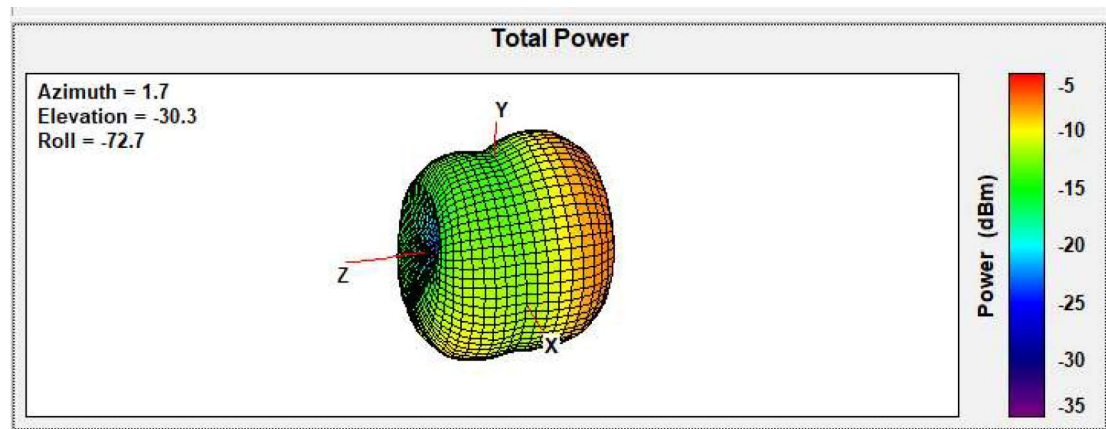 Total Power
Azimuth = 1.7
Elevation = -30.3
Roll = -72.7
Y
Z
X
Power (dBm)
-5
-10
-15
-20
-25
-30
-35